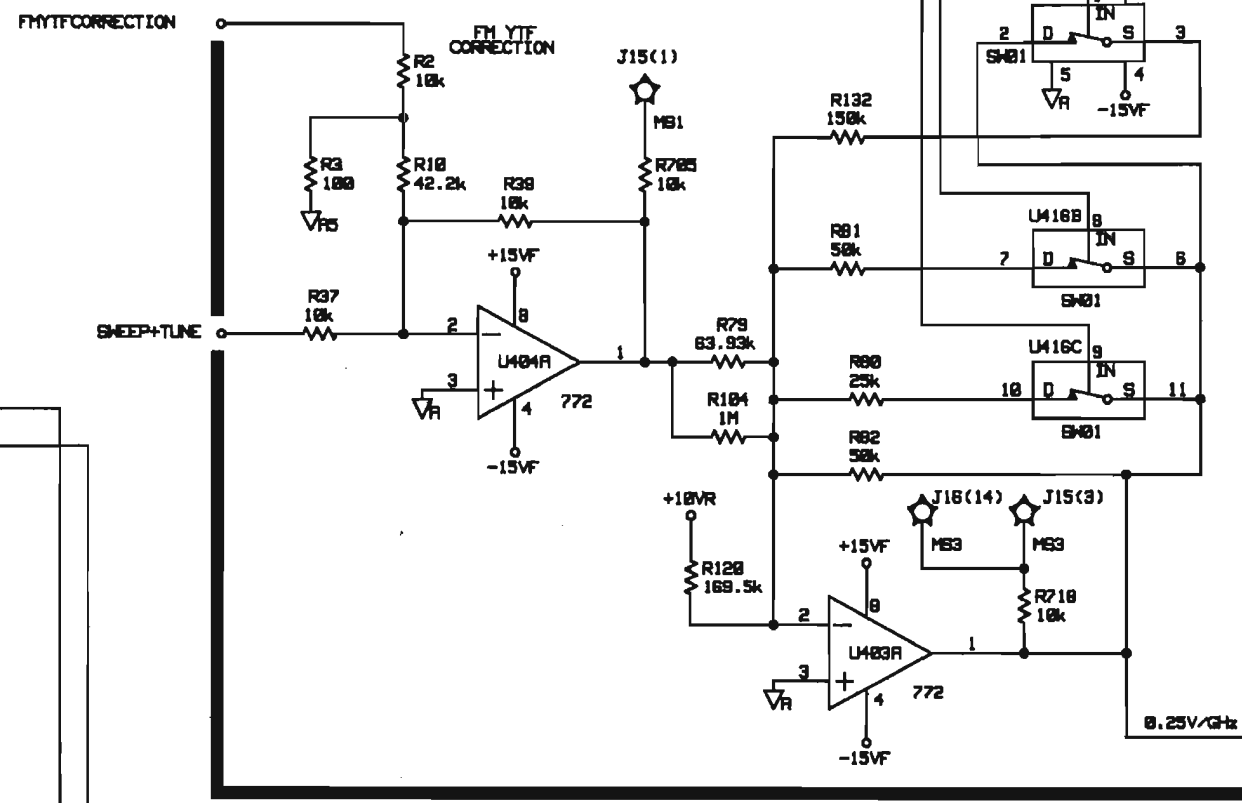 FMYTFCORRECTION
FM YTF
CORRECTION
R2
10k
J15(1)
MB1
R3
100
A5
R10
42.2k
R39
10k
R705
10k
+15VF
8
R37
10k
SWEEP+TUNE
2
−
U404A
1
3
+
A
4
772
-15VF
R79
63.93k
R104
1M
R132
150k
R81
50k
R80
25k
R82
50k
IN
2
D
S
3
SW01
5
4
A
-15VF
U416B
8
IN
7
D
S
6
SW01
U416C
9
IN
10
D
S
11
SW01
+10VR
R120
169.5k
J16(14)
J15(3)
MS3
MS3
+15VF
8
R710
10k
2
−
U403A
1
3
+
A
4
772
-15VF
0.25V/GHz